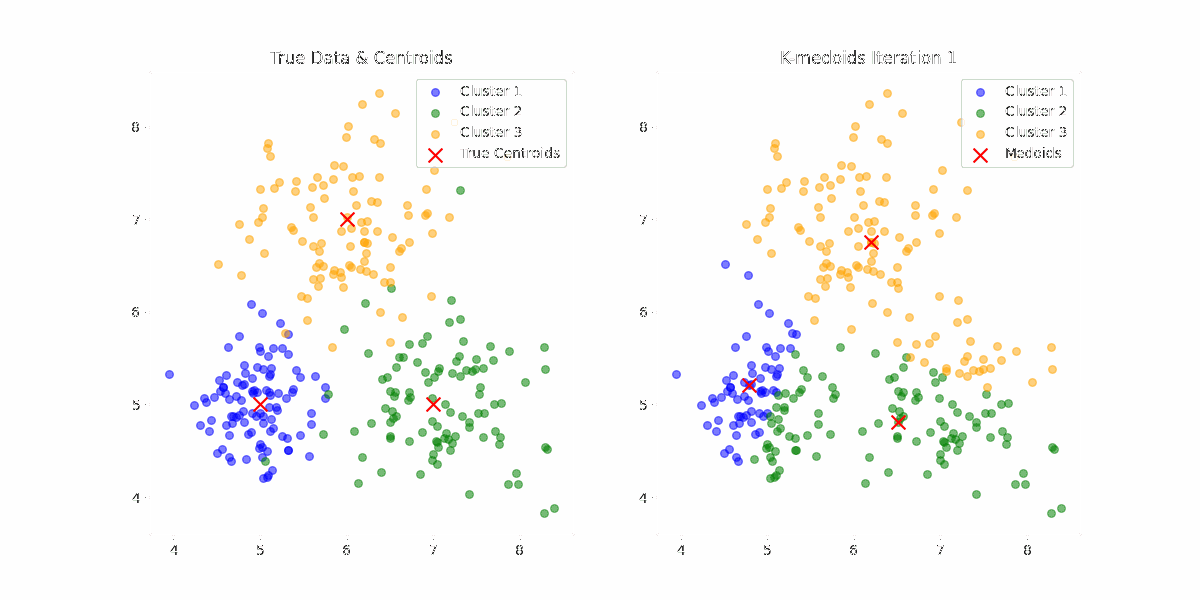 True Data & Centroids
Cluster 1
Cluster 2
Cluster 3
True Centroids
8
7
6
5
4
4 5 6 7 8
K-medoids Iteration 1
Cluster 1
Cluster 2
Cluster 3
Medoids
8
7
6
5
4
4 5 6 7 8